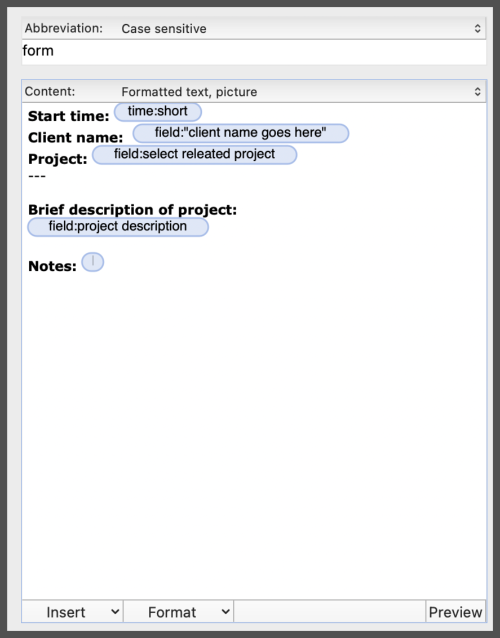 Abbreviation: Case sensitive
form
Content: Formatted text, picture
Start time: time:short
Client name: field:"client name goes here"
Project: field:select releated project
---
Brief description of project:
field:project description
Notes: |
Insert Format Preview